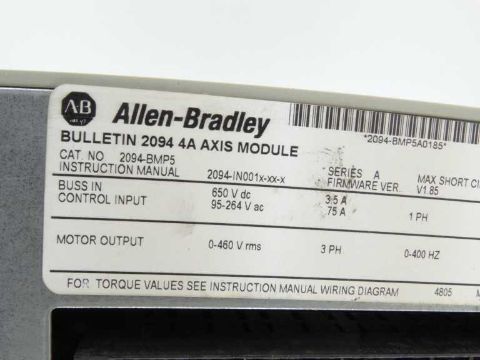 AB
Allen-Bradley
*2094-BMP5A0185*
BULLETIN 2094 4A AXIS MODULE
CAT. NO 2094-BMP5 SERIES A MAX SHORT
INSTRUCTION MANUAL 2094-IN001x-xx-x FIRMWARE VER. V1.85
BUSS IN 650 V dc 3.5 A
CONTROL INPUT 95-264 V ac .75 A 1 PH
MOTOR OUTPUT 0-460 V rms 3 PH 0-400 HZ
FOR TORQUE VALUES SEE INSTRUCTION MANUAL WIRING DIAGRAM 4805